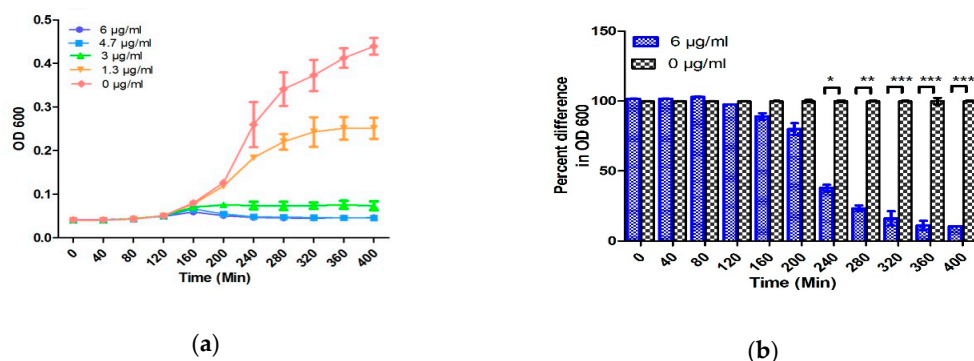 0.5
0.4
0.3
0.2
0.1
0.0
OD 600
6 µg/ml
4.7 µg/ml
3 µg/ml
1.3 µg/ml
0 µg/ml
0 40 80 120 160 200 240 280 320 360 400
Time (Min)
(a)
150
100
50
0
Percent difference
in OD 600
6 µg/ml
0 µg/ml
* ** *** *** ***
0 40 80 120 160 200 240 280 320 360 400
Time (Min)
(b)